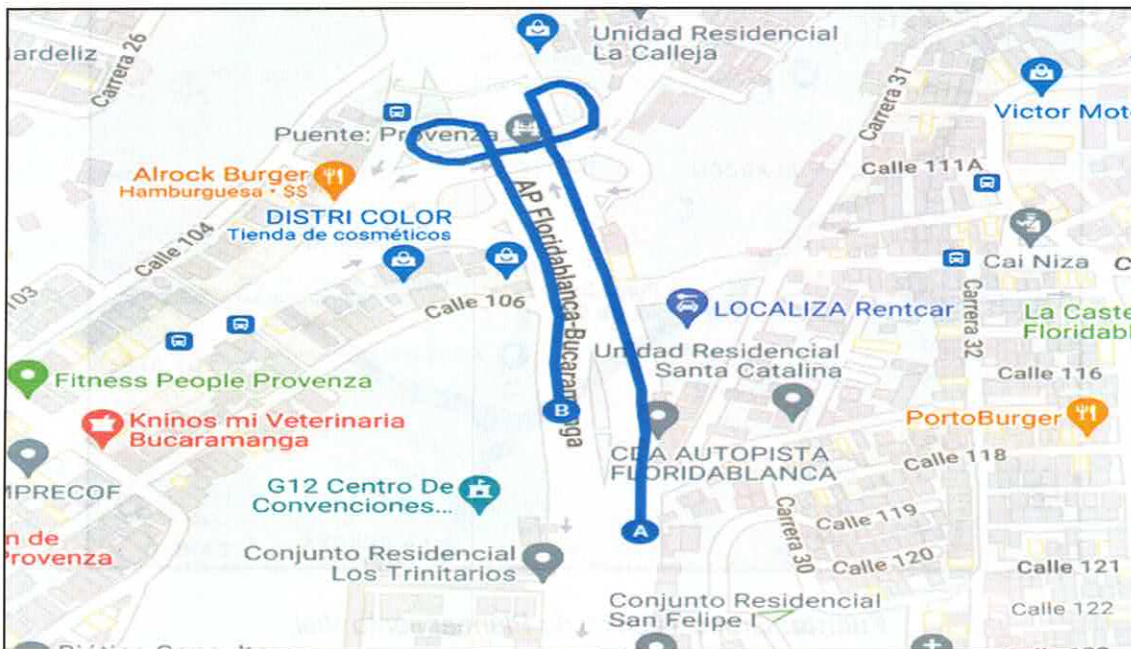 Unidad Residencial
La Calleja
Carrera 26
Carrera 31
Victor Mot
Puente: Provenza
Calle 111A
Alrock Burger
Hamburguesa · $$
AP Floridablanca-Bucaramanga
DISTRI COLOR
Tienda de cosméticos
Calle 104
Cai Niza
C
103
Calle 106
LOCALIZA Rentcar
Carrera 32
La Caste
Floridabl
Unidad Residencial
Santa Catalina
Calle 116
Fitness People Provenza
B
Kninos mi Veterinaria
Bucaramanga
PortoBurger
CDA AUTOPISTA
FLORIDABLANCA
Calle 118
MPRECOF
G12 Centro De
Convenciones...
Carrera 30
Calle 119
A
n de
Provenza
Conjunto Residencial
Los Trinitarios
Calle 120
Calle 121
Conjunto Residencial
San Felipe I
Calle 122